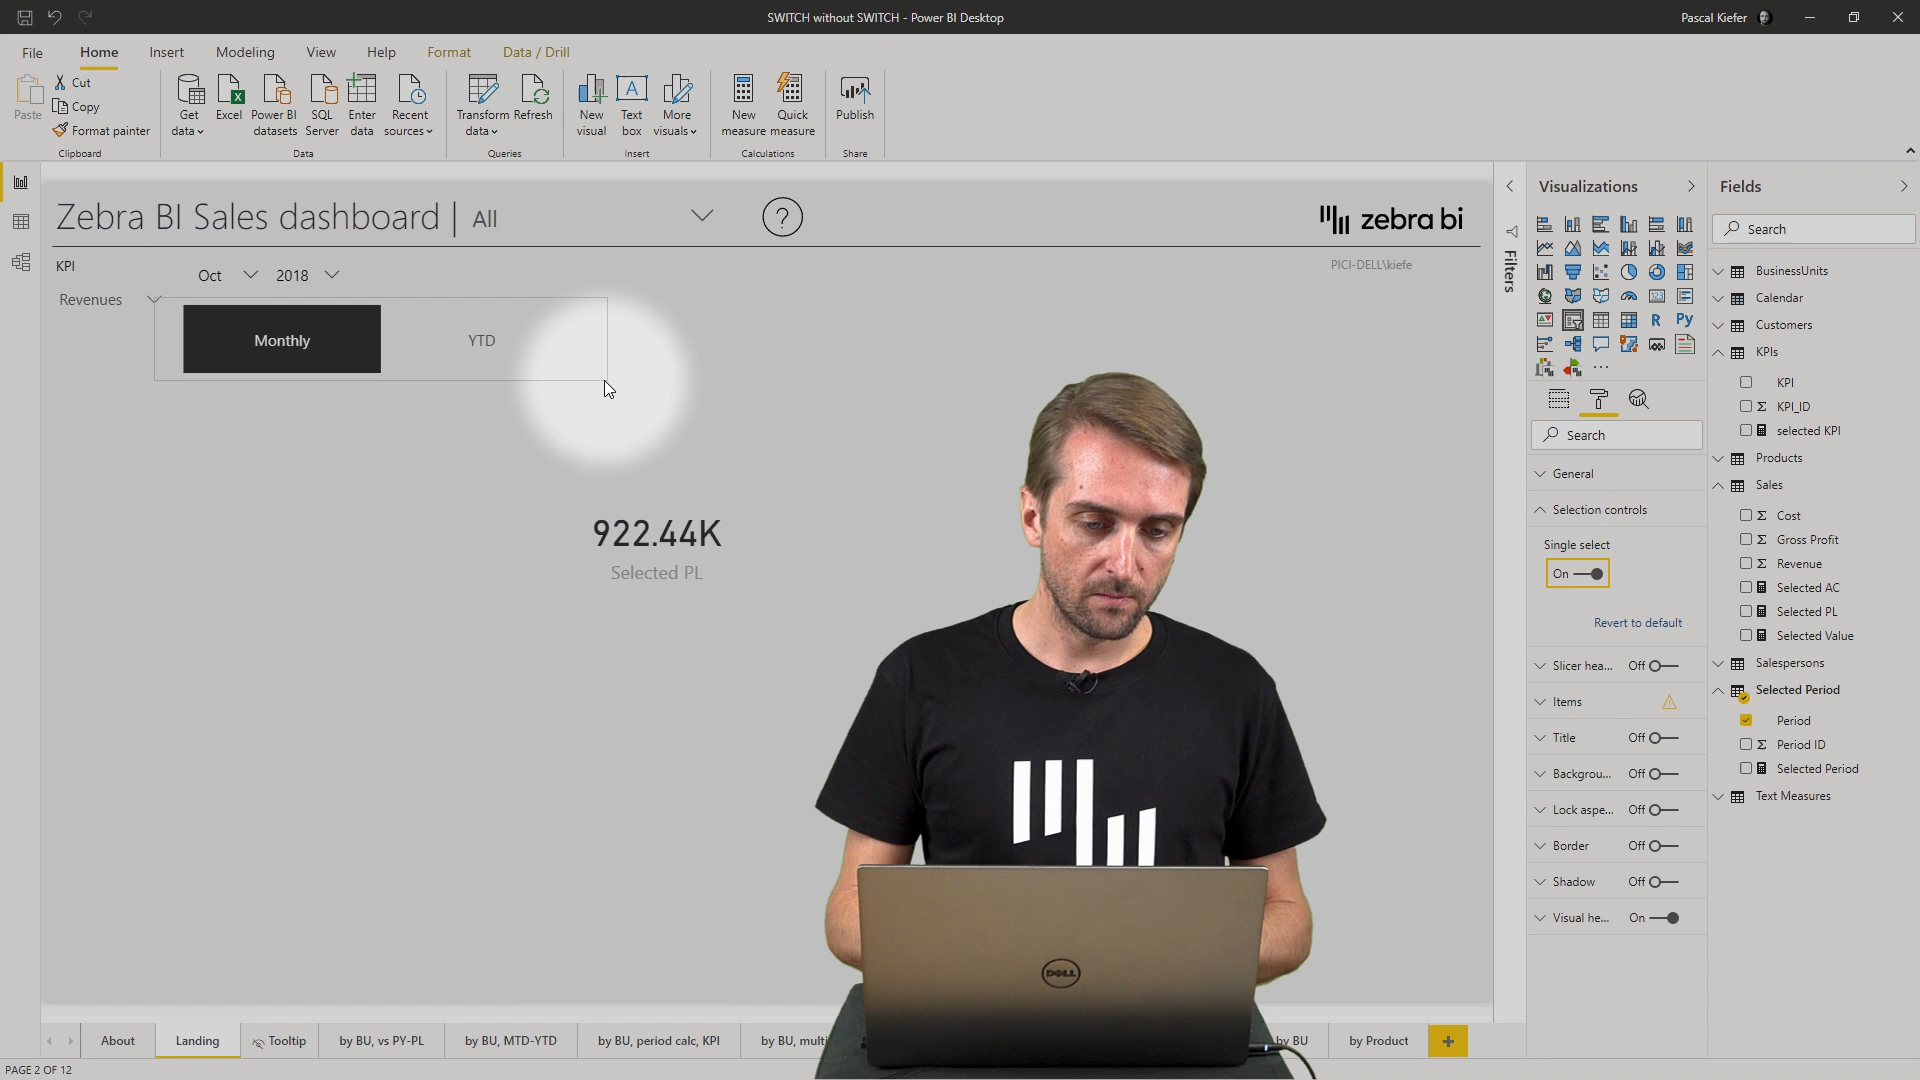 SWITCH without SWITCH - Power BI Desktop
Pascal Kiefer
File
Home
Insert
Modeling
View
Help
Format
Data / Drill
Paste
Cut
Copy
Format painter
Clipboard
Get data
Excel
Power BI datasets
SQL Server
Enter data
Recent sources
Data
Transform data
Refresh
Queries
New visual
A
Text box
More visuals
Insert
New measure
Quick measure
Calculations
Publish
Share
Zebra BI Sales dashboard | All
?
zebra bi
KPI
Oct
2018
PICI-DELL\kiefe
Revenues
Monthly
YTD
922.44K
Selected PL
DELL
Filters
Visualizations
123
R
Py
Search
General
Selection controls
Single select
On
Revert to default
Slicer hea... Off
Items
Title Off
Backgrou... Off
Lock aspe... Off
Border Off
Shadow Off
Visual he... On
Fields
Search
BusinessUnits
Calendar
Customers
KPIs
KPI
Σ KPI_ID
selected KPI
Products
Sales
Σ Cost
Σ Gross Profit
Σ Revenue
Selected AC
Selected PL
Selected Value
Salespersons
Selected Period
Period
Σ Period ID
Selected Period
Text Measures
About
Landing
Tooltip
by BU, vs PY-PL
by BU, MTD-YTD
by BU, period calc, KPI
by BU, multi
by BU
by Product
+
PAGE 2 OF 12